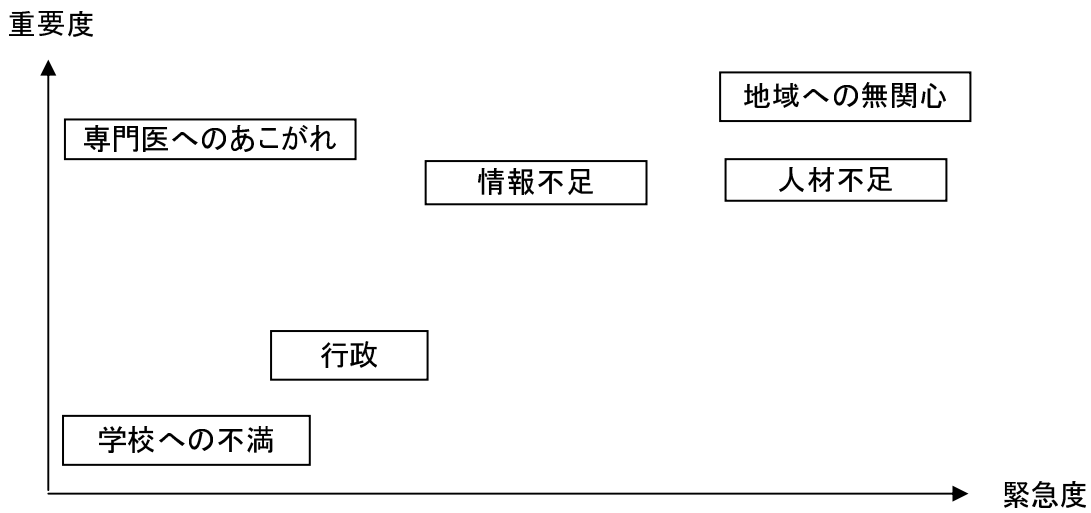 重要度
地域への無関心
専門医へのあこがれ
情報不足
人材不足
行政
学校への不満
緊急度